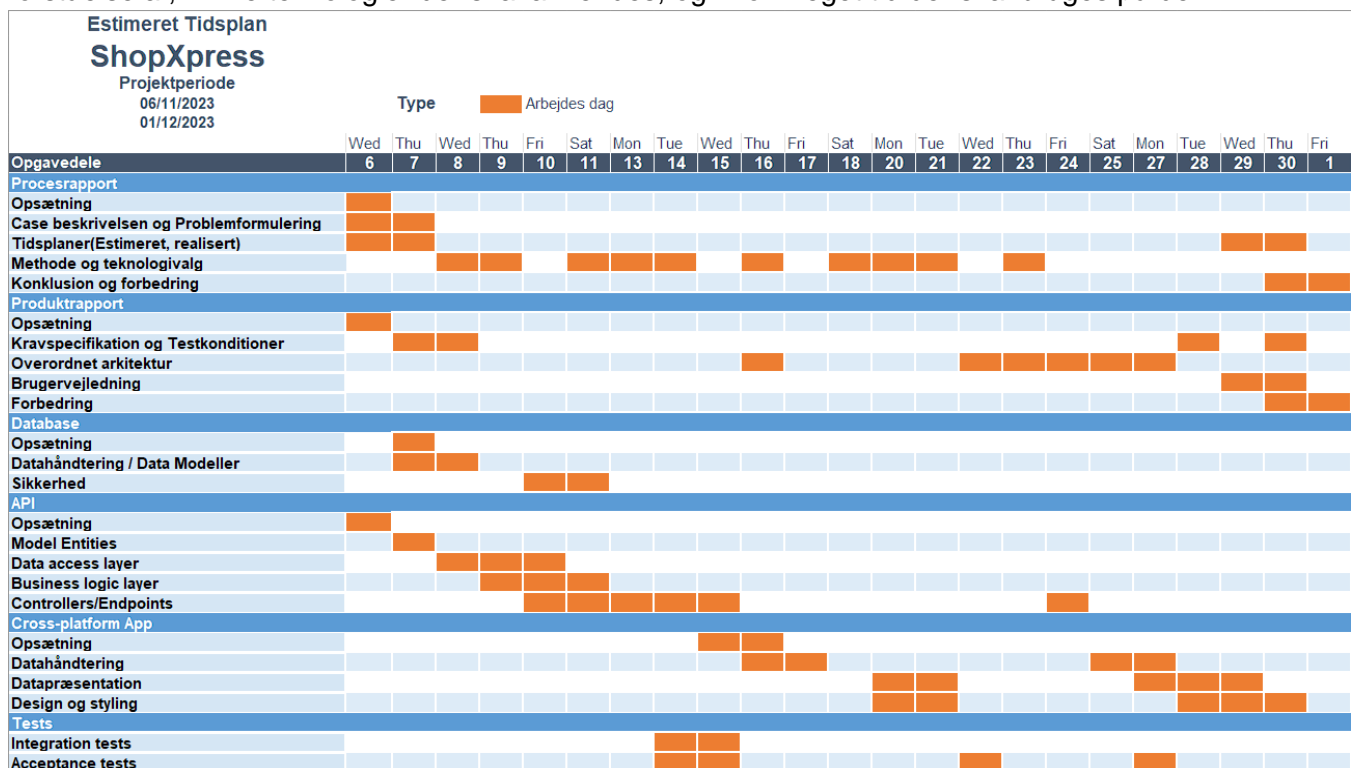 Estimeret Tidsplan
ShopXpress
Projektperiode
06/11/2023 Type Arbejdes dag
01/12/2023
Wed Thu Wed Thu Fri Sat Mon Tue Wed Thu Fri Sat Mon Tue Wed Thu Fri Sat Mon Tue Wed Thu Fri
Opgavedele 6 7 8 9 10 11 13 14 15 16 17 18 20 21 22 23 24 25 27 28 29 30 1
Procesrapport
Opsætning
Case beskrivelsen og Problemformulering
Tidsplaner(Estimeret, realisert)
Methode og teknologivalg
Konklusion og forbedring
Produktrapport
Opsætning
Kravspecifikation og Testkonditioner
Overordnet arkitektur
Brugervejledning
Forbedring
Database
Opsætning
Datahåndtering / Data Modeller
Sikkerhed
API
Opsætning
Model Entities
Data access layer
Business logic layer
Controllers/Endpoints
Cross-platform App
Opsætning
Datahåndtering
Datapræsentation
Design og styling
Tests
Integration tests
Acceptance tests